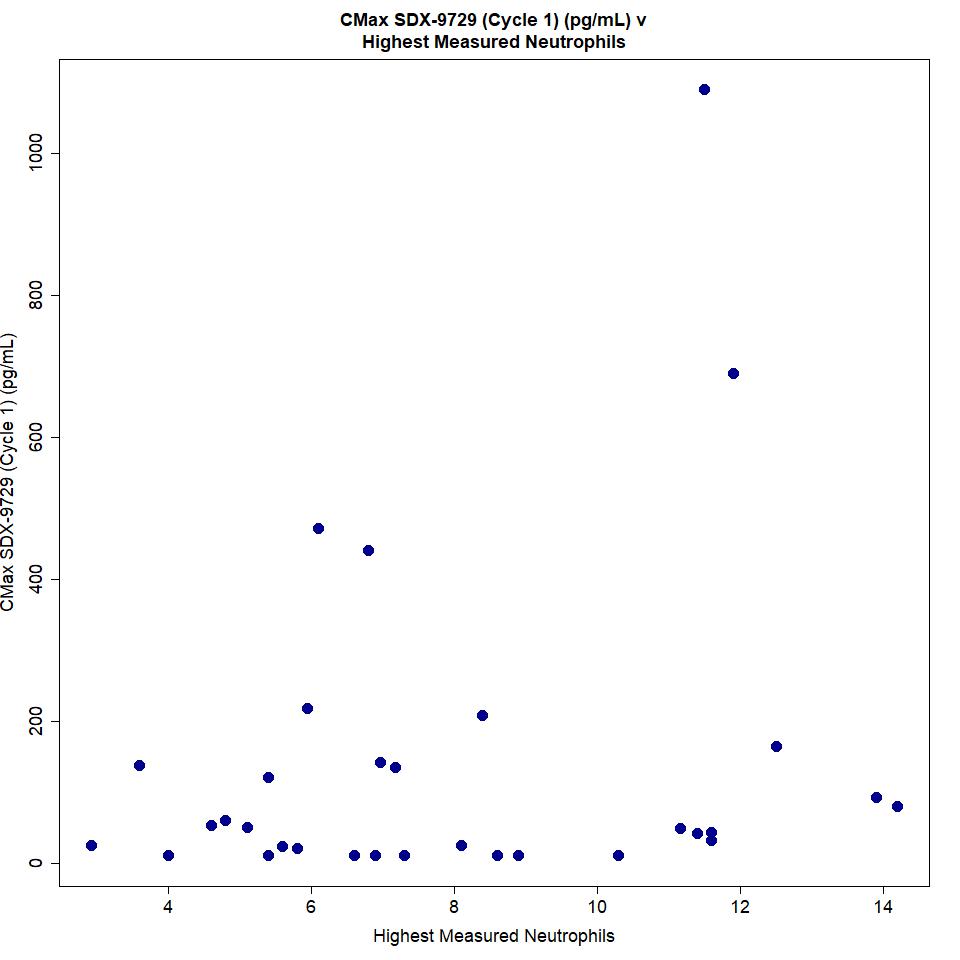 CMax SDX-9729 (Cycle 1) (pg/mL) v
Highest Measured Neutrophils
CMax SDX-9729 (Cycle 1) (pg/mL)
1000
800
600
400
200
0
4 6 8 10 12 14
Highest Measured Neutrophils